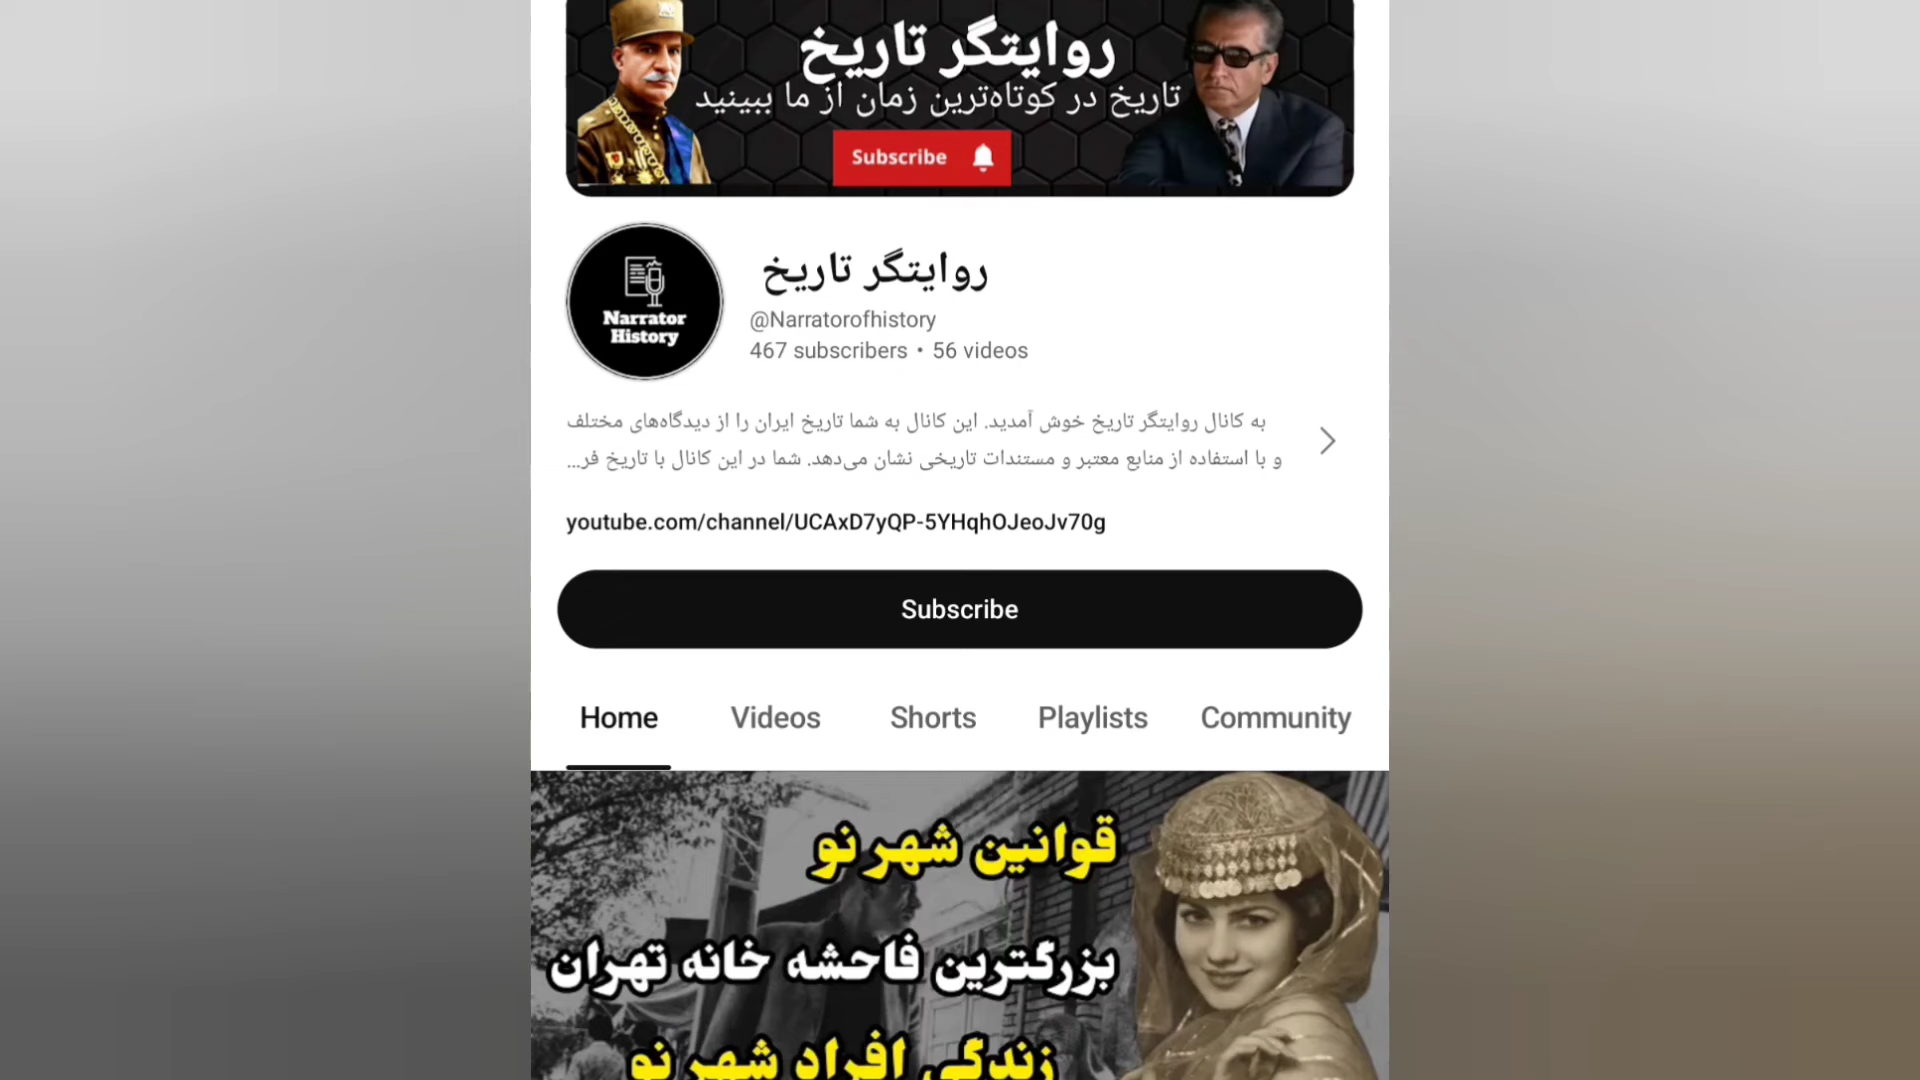 روایتگر تاریخ
تاریخ در کوتاه‌ترین زمان از ما ببینید
Subscribe
Narrator
History
روایتگر تاریخ
@Narratorofhistory
467 subscribers • 56 videos
به کانال روایتگر تاریخ خوش آمدید. این کانال به شما تاریخ ایران را از دیدگاه‌های مختلف
و با استفاده از منابع معتبر و مستندات تاریخی نشان می‌دهد. شما در این کانال با تاریخ فر...
youtube.com/channel/UCAxD7yQP-5YHqhOJeoJv70g
Subscribe
Home Videos Shorts Playlists Community
قوانین شهر نو
بزرگترین فاحشه خانه تهران
زندگی افراد شهر نو